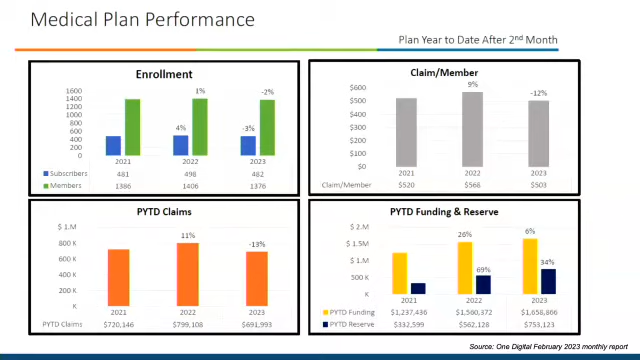 Medical Plan Performance
Plan Year to Date After 2nd Month
Enrollment
1600
1400
1200
1000
800
600
400
200
0
1%
-2%
4%
-3%
2021 2022 2023
Subscribers 481 498 482
Members 1386 1406 1376
Claim/Member
$600
$500
$400
$300
$200
$100
$0
9%
-12%
2021 2022 2023
Claim/Member $520 $566 $503
PYTD Claims
$ 1.M
800 K
600 K
400 K
200 K
K
11%
-13%
2021 2022 2023
PYTD Claims $720,146 $799,108 $691,993
PYTD Funding & Reserve
$ 2.M
$ 1.5M
$ 1.M
500 K
K
26%
6%
69%
34%
2021 2022 2023
PYTD Funding $1,237,436 $1,560,372 $1,658,866
PYTD Reserve $332,599 $562,128 $753,123
Source: One Digital February 2023 monthly report